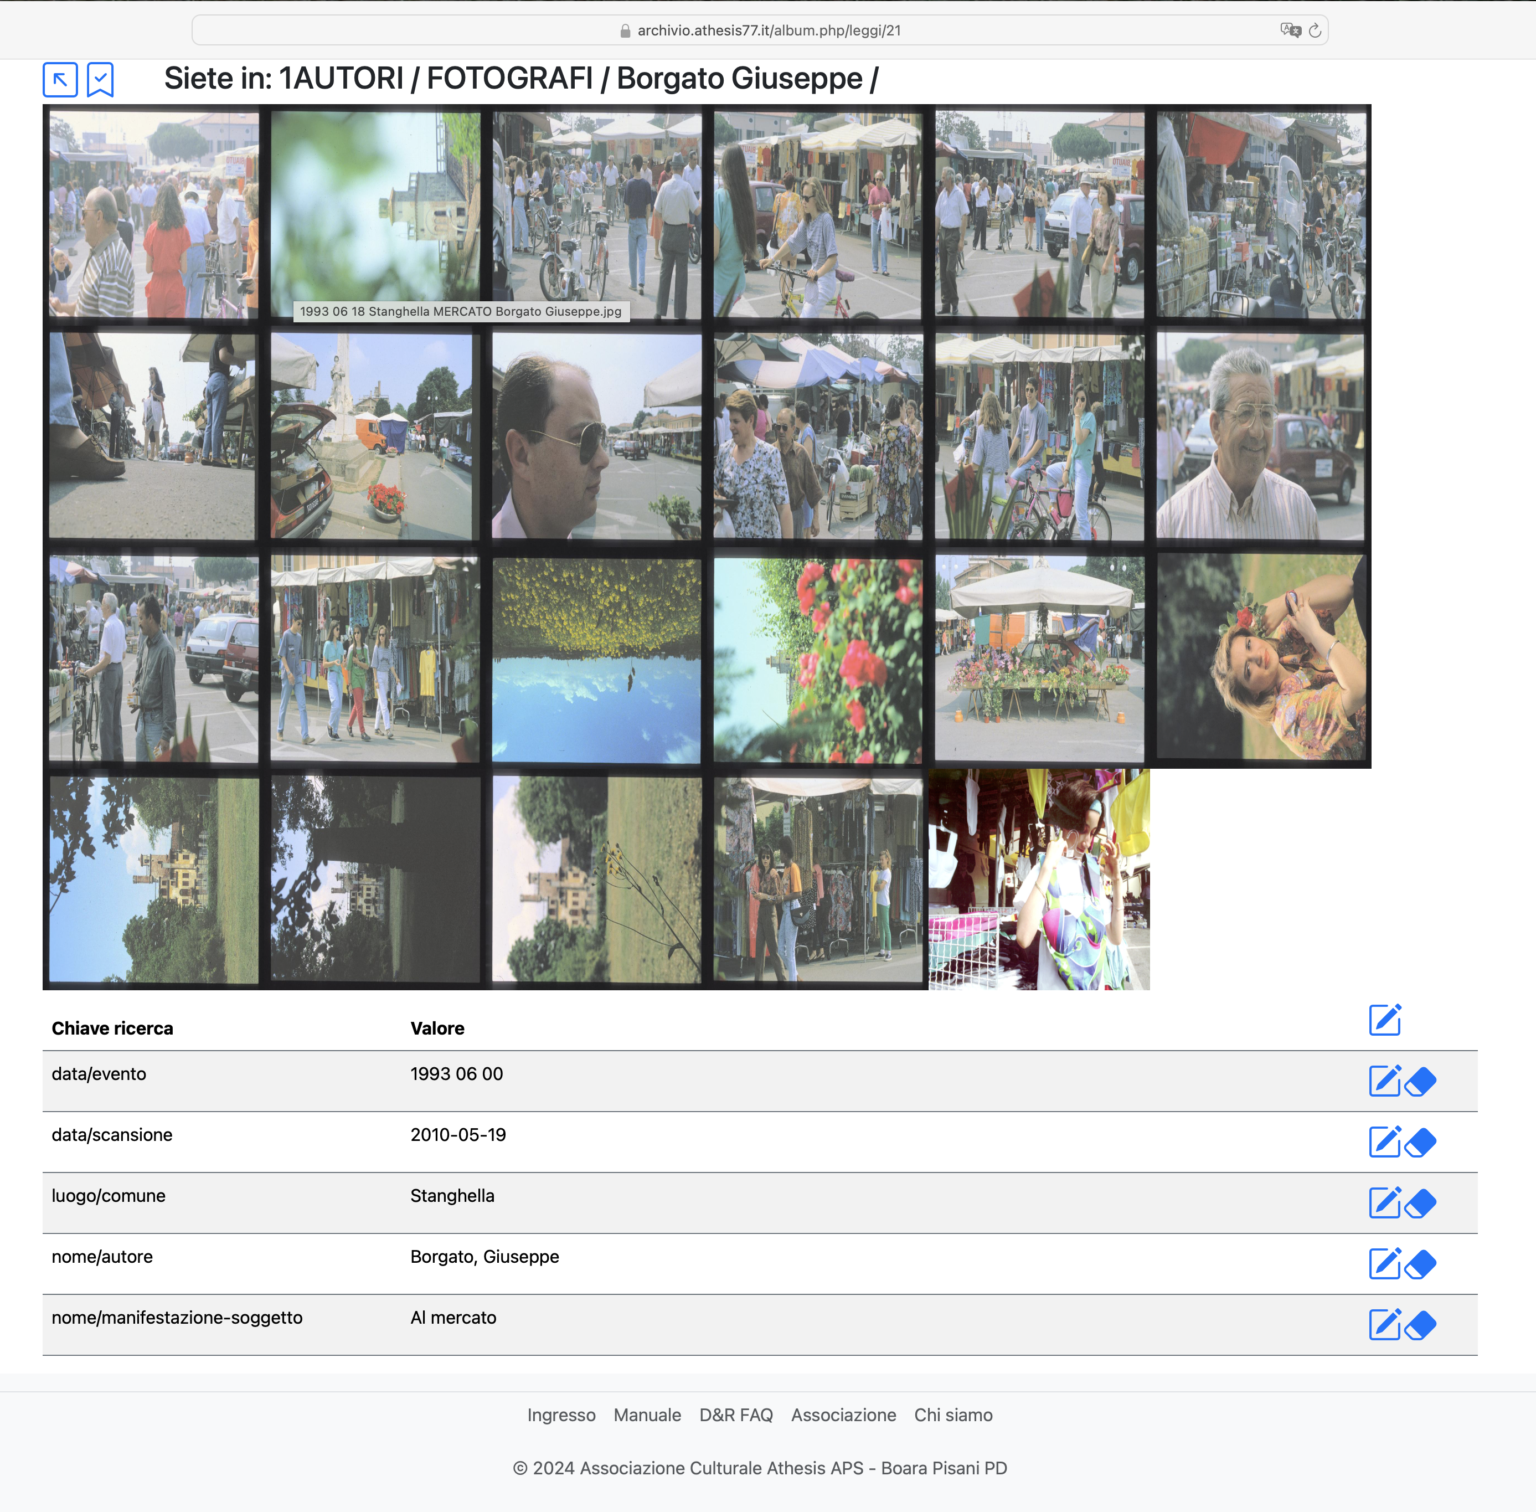 archivio.athesis77.it/album.php/leggi/21
Siete in: 1AUTORI / FOTOGRAFI / Borgato Giuseppe /
1993 06 18 Stanghella MERCATO Borgato Giuseppe.jpg
Chiave ricerca Valore
data/evento 1993 06 00
data/scansione 2010-05-19
luogo/comune Stanghella
nome/autore Borgato, Giuseppe
nome/manifestazione-soggetto Al mercato
Ingresso Manuale D&R FAQ Associazione Chi siamo
© 2024 Associazione Culturale Athesis APS - Boara Pisani PD